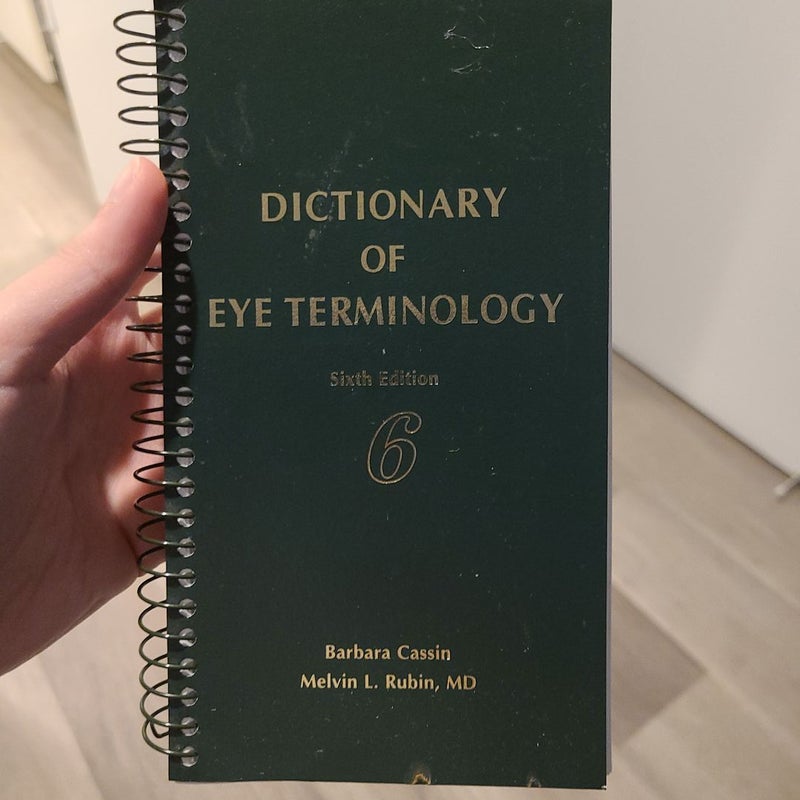 DICTIONARY
OF
EYE TERMINOLOGY
Sixth Edition
6
Barbara Cassin
Melvin L. Rubin, MD